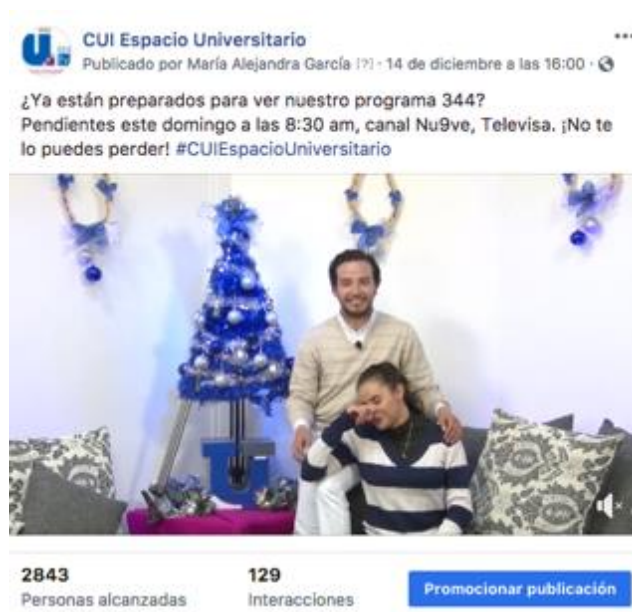 CUI Espacio Universitario
Publicado por María Alejandra García [?] · 14 de diciembre a las 16:00 ·
¿Ya están preparados para ver nuestro programa 344?
Pendientes este domingo a las 8:30 am, canal Nu9ve, Televisa. ¡No te
lo puedes perder! #CUIEspacioUniversitario
U
2843
129
Personas alcanzadas
Interacciones
Promocionar publicación